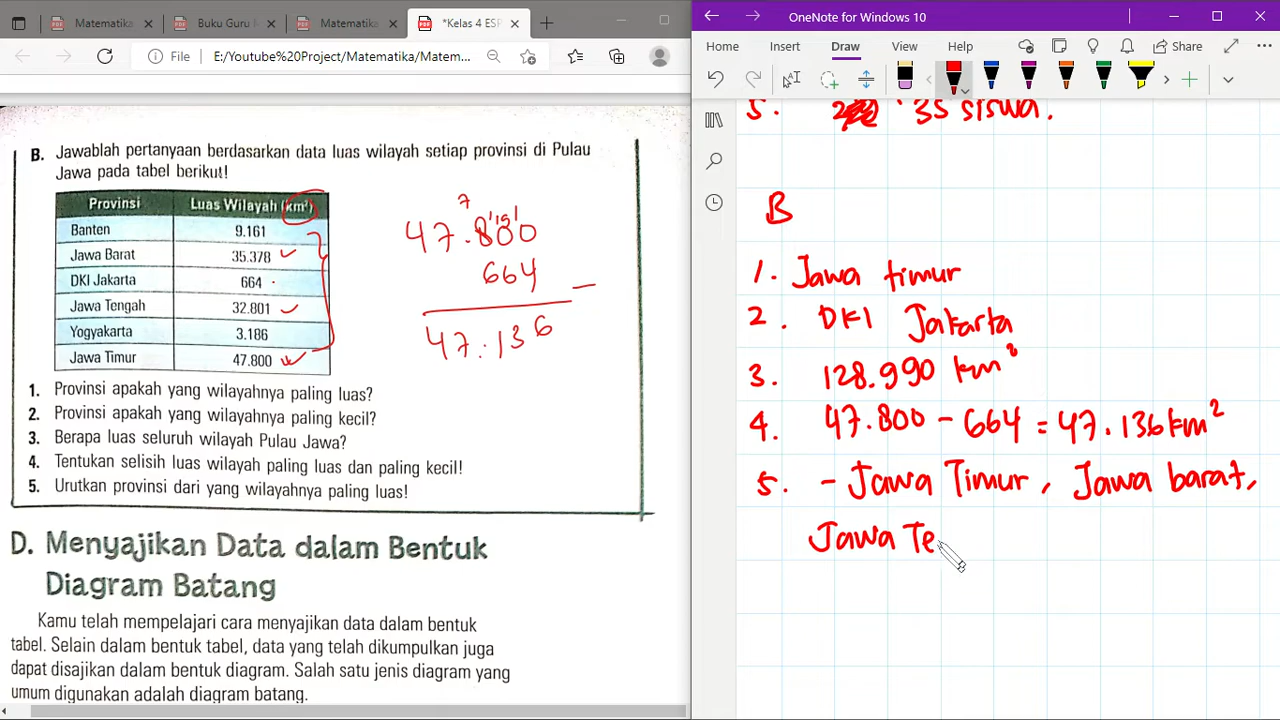 Matematika
Buku Guru
Matematika
*Kelas 4 ESP
File
E:/Youtube%20Project/Matematika/Matem...
OneNote for Windows 10
Home Insert Draw View Help Share
B. Jawablah pertanyaan berdasarkan data luas wilayah setiap provinsi di Pulau
Jawa pada tabel berikut!
Provinsi Luas Wilayah (km²)
Banten 9.161
Jawa Barat 35.378
DKI Jakarta 664
Jawa Tengah 32.801
Yogyakarta 3.186
Jawa Timur 47.800
47.800
664
47.136
1. Provinsi apakah yang wilayahnya paling luas?
2. Provinsi apakah yang wilayahnya paling kecil?
3. Berapa luas seluruh wilayah Pulau Jawa?
4. Tentukan selisih luas wilayah paling luas dan paling kecil!
5. Urutkan provinsi dari yang wilayahnya paling luas!
D. Menyajikan Data dalam Bentuk
Diagram Batang
Kamu telah mempelajari cara menyajikan data dalam bentuk
tabel. Selain dalam bentuk tabel, data yang telah dikumpulkan juga
dapat disajikan dalam bentuk diagram. Salah satu jenis diagram yang
umum digunakan adalah diagram batang.
5. 35 siswa.
B
1. Jawa timur
2. DKI Jakarta
3. 128.990 km²
4. 47.800 - 664 = 47.136 km²
5. - Jawa Timur, Jawa barat,
Jawa Te